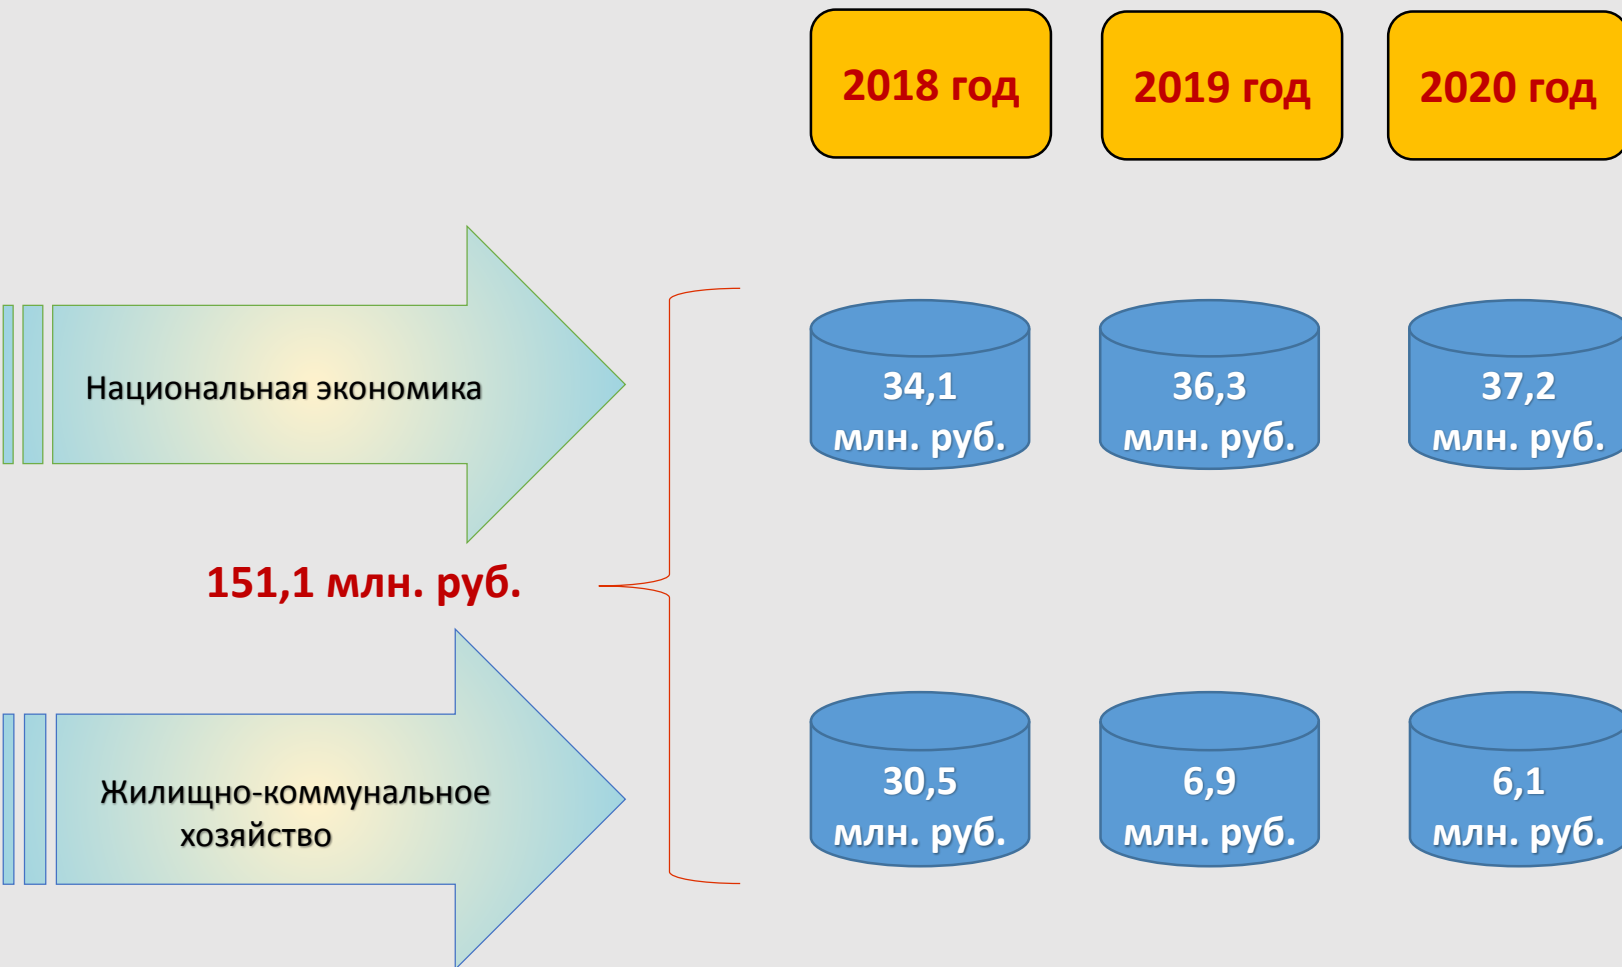 2018 год
2019 год
2020 год
Национальная экономика
34,1
млн. руб.
36,3
млн. руб.
37,2
млн. руб.
151,1 млн. руб.
Жилищно-коммунальное
хозяйство
30,5
млн. руб.
6,9
млн. руб.
6,1
млн. руб.